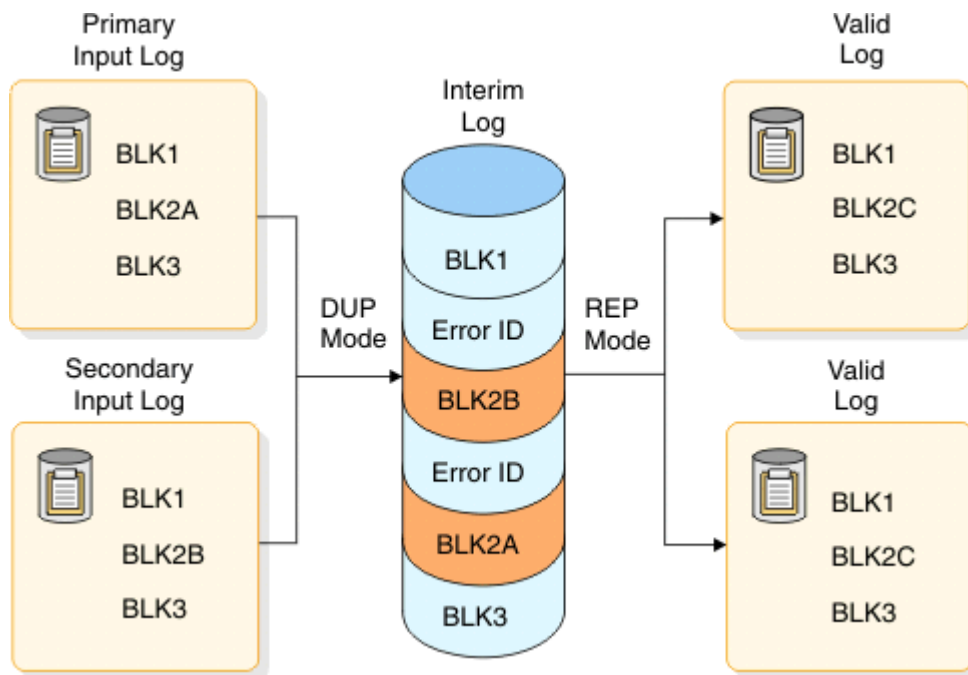 Primary
Input Log
BLK1
BLK2A
BLK3
Secondary
Input Log
BLK1
BLK2B
BLK3
DUP
Mode
Interim
Log
BLK1
Error ID
BLK2B
Error ID
BLK2A
BLK3
REP
Mode
Valid
Log
BLK1
BLK2C
BLK3
Valid
Log
BLK1
BLK2C
BLK3